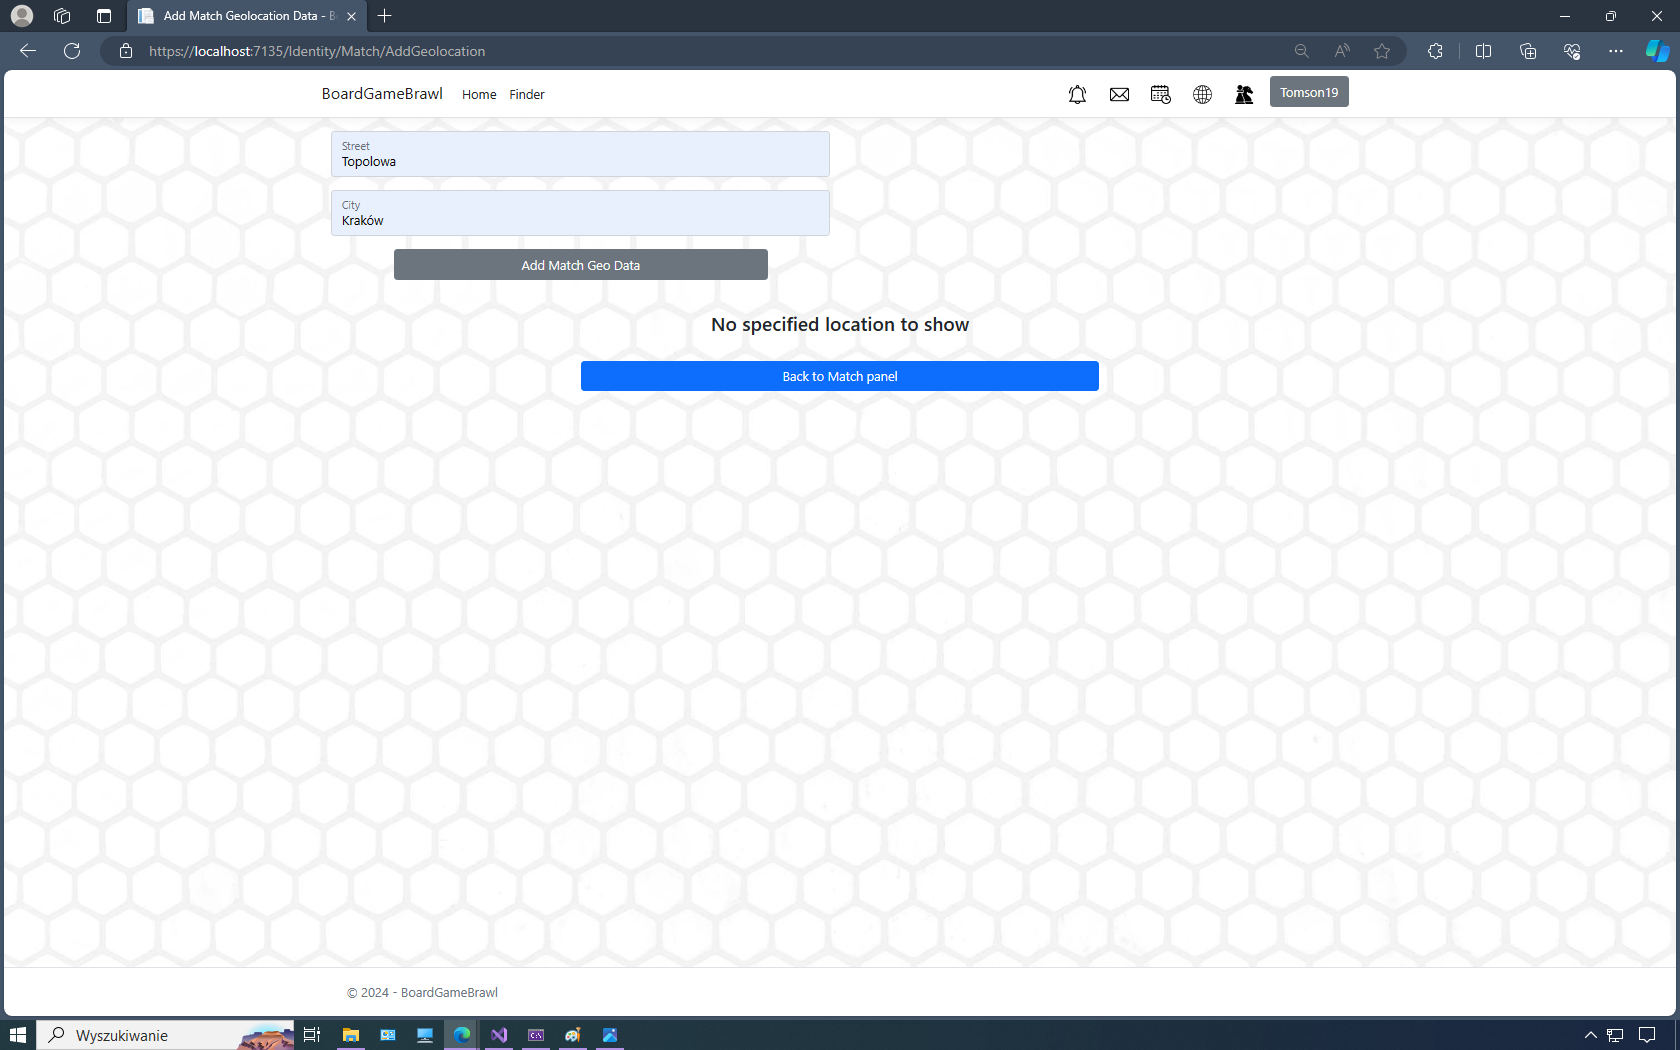 Add Match Geolocation Data - B
https://localhost:7135/Identity/Match/AddGeolocation
BoardGameBrawl Home Finder Tomson19
Street
Topolowa
City
Kraków
Add Match Geo Data
No specified location to show
Back to Match panel
© 2024 - BoardGameBrawl
Wyszukiwanie